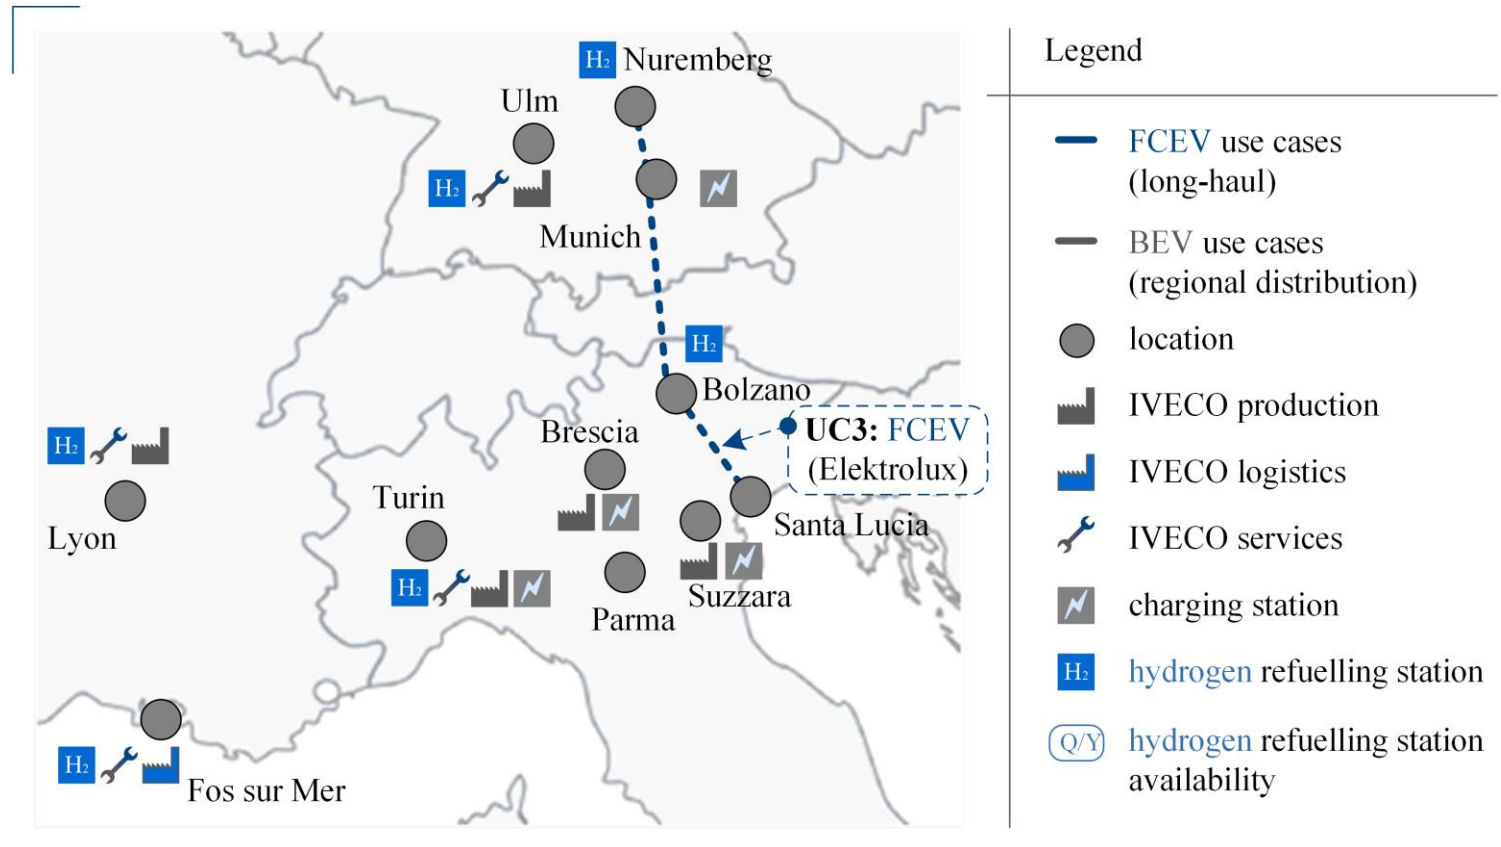 H₂ Nuremberg
Ulm
H₂
Munich
H₂
Bolzano
UC3: FCEV
(Elektrolux)
Brescia
H₂
Lyon
Turin
Santa Lucia
H₂
Suzzara
Parma
H₂
Fos sur Mer
Legend
FCEV use cases
(long-haul)
BEV use cases
(regional distribution)
location
IVECO production
IVECO logistics
IVECO services
charging station
H₂ hydrogen refuelling station
Q/Y hydrogen refuelling station
availability